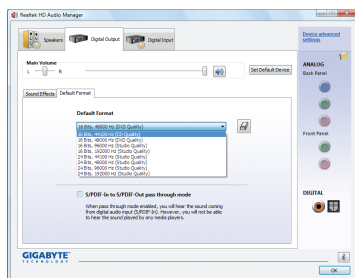 Realtek HD Audio Manager
Speakers
Digital Output
Digital Input
Device advanced
settings
Main Volume
L
R
Set Default Device
ANALOG
Back Panel
Sound Effects
Default Format
Default Format
16 Bits, 48000 Hz (DVD Quality)
16 Bits, 44100 Hz (CD Quality)
16 Bits, 48000 Hz (DVD Quality)
16 Bits, 96000 Hz (Studio Quality)
16 Bits, 192000 Hz (Studio Quality)
24 Bits, 44100 Hz (Studio Quality)
24 Bits, 48000 Hz (Studio Quality)
24 Bits, 96000 Hz (Studio Quality)
24 Bits, 192000 Hz (Studio Quality)
Front Panel
S/PDIF-In to S/PDIF-Out pass through mode
When pass through mode enabled, you will hear the sound coming
from digital audio input (S/PDIF-In). However, you will not be able
to hear the sound played by any media players.
DIGITAL
GIGABYTE
TECHNOLOGY
OK